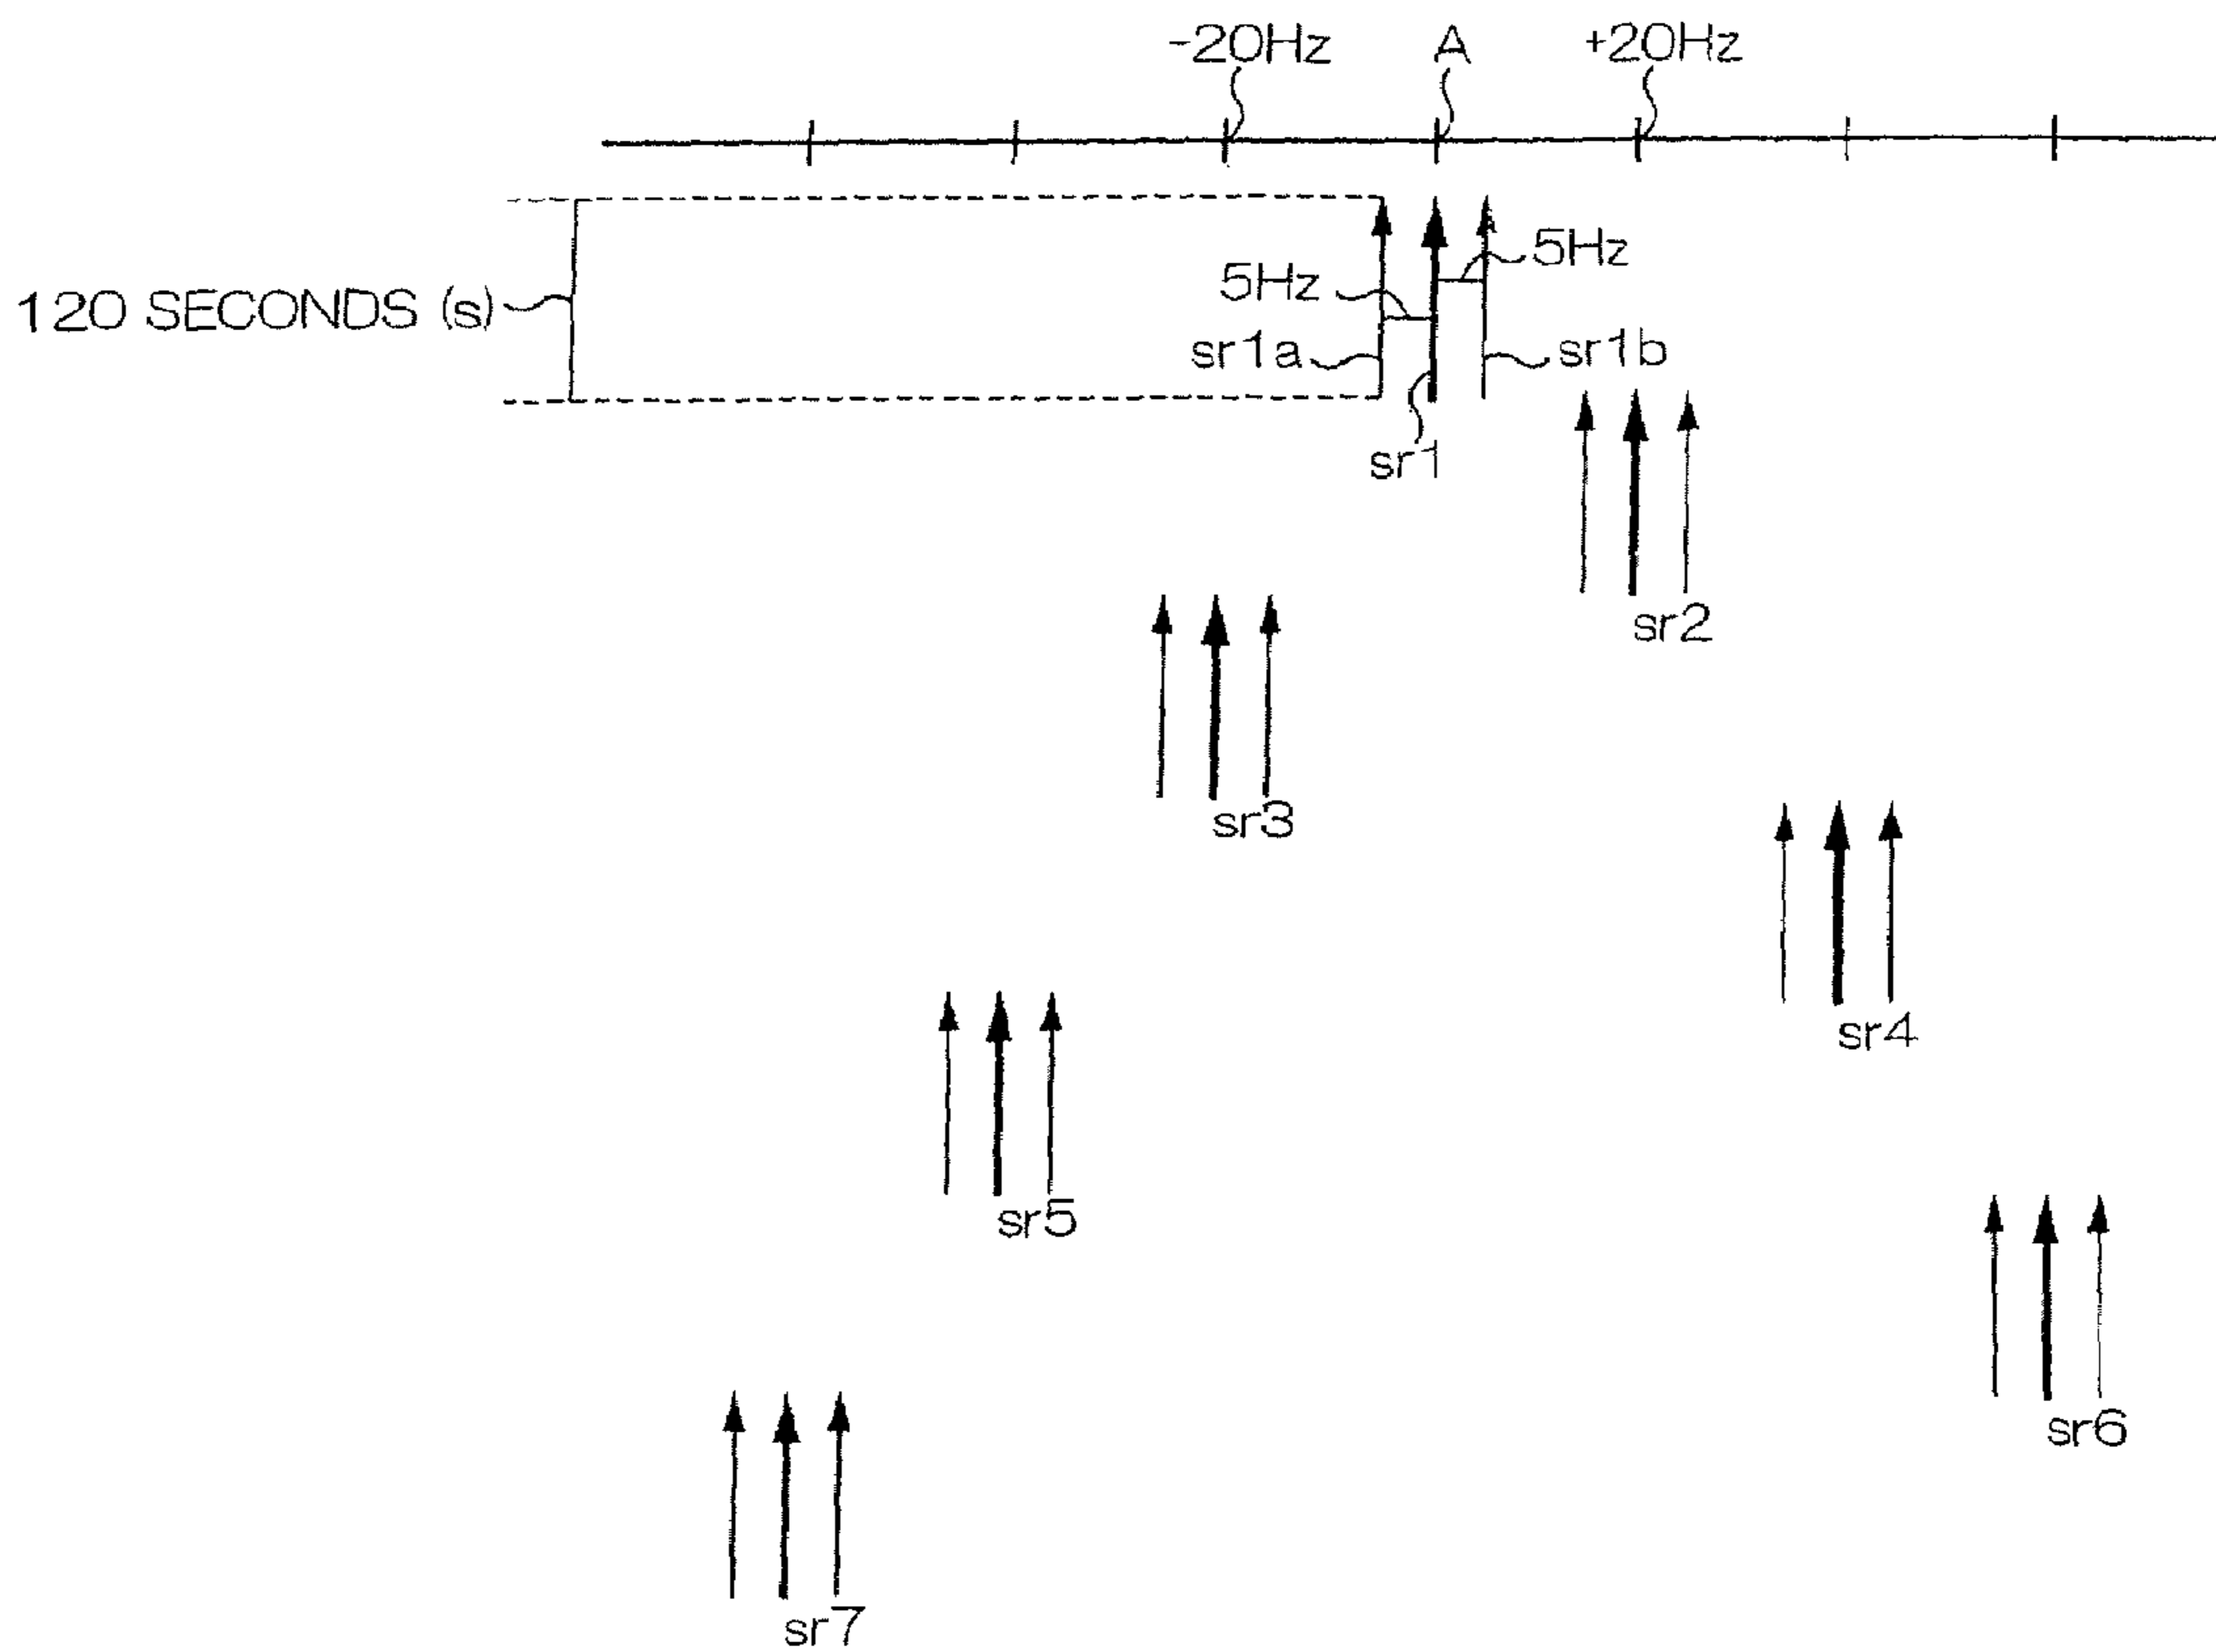 -20Hz
A
+20Hz
5Hz
5Hz
120 SECONDS (s)
sr1a
sr1b
sr1
sr2
sr3
sr4
sr5
sr6
sr7